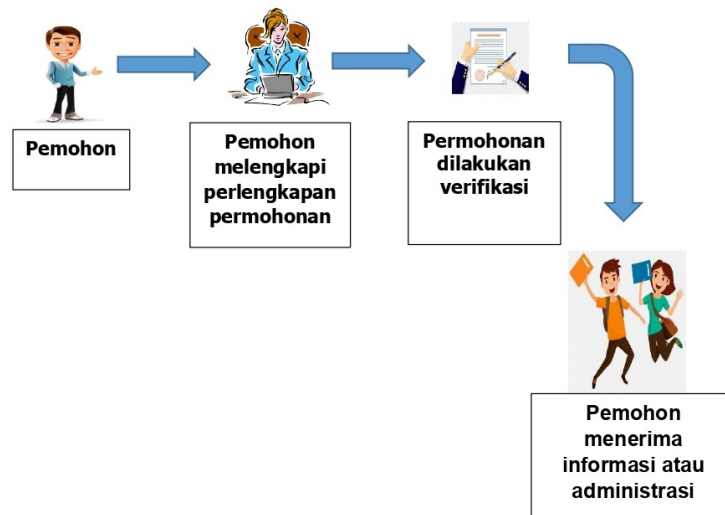 Pemohon
Pemohon
melengkapi
perlengkapan
permohonan
Permohonan
dilakukan
verifikasi
Pemohon
menerima
informasi atau
administrasi